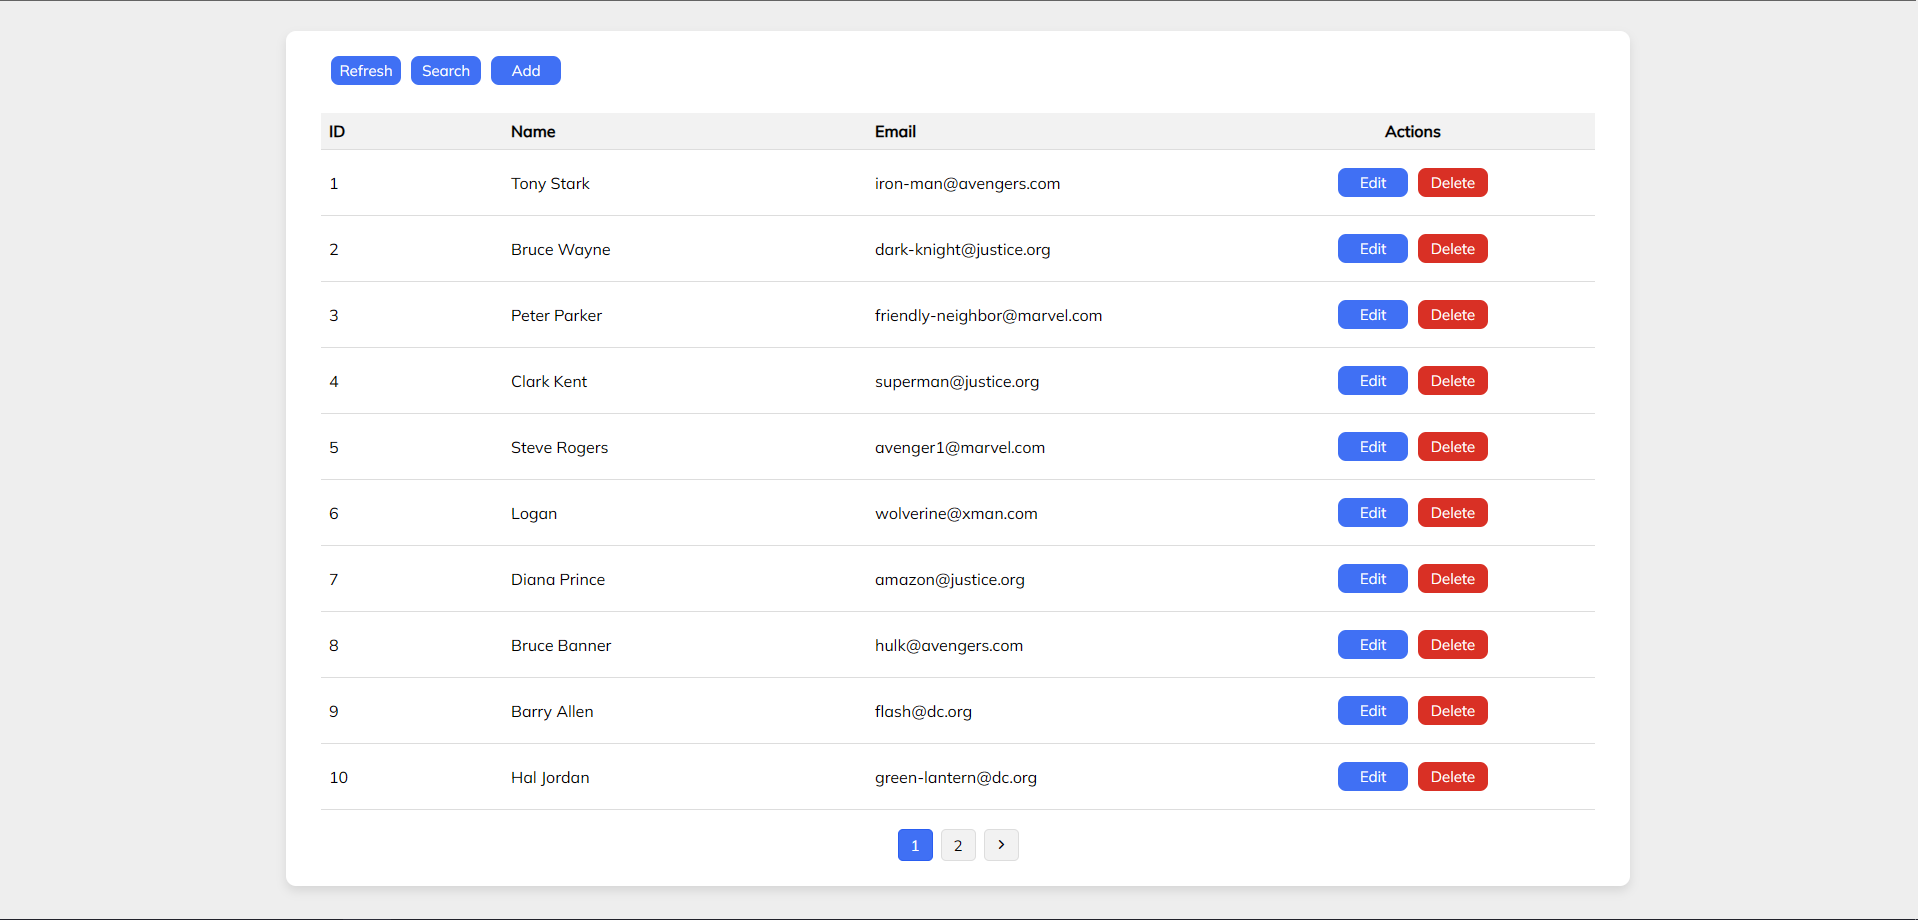 Refresh Search Add
ID Name Email Actions
1 Tony Stark iron-man@avengers.com Edit Delete
2 Bruce Wayne dark-knight@justice.org Edit Delete
3 Peter Parker friendly-neighbor@marvel.com Edit Delete
4 Clark Kent superman@justice.org Edit Delete
5 Steve Rogers avenger1@marvel.com Edit Delete
6 Logan wolverine@xman.com Edit Delete
7 Diana Prince amazon@justice.org Edit Delete
8 Bruce Banner hulk@avengers.com Edit Delete
9 Barry Allen flash@dc.org Edit Delete
10 Hal Jordan green-lantern@dc.org Edit Delete
1 2 >